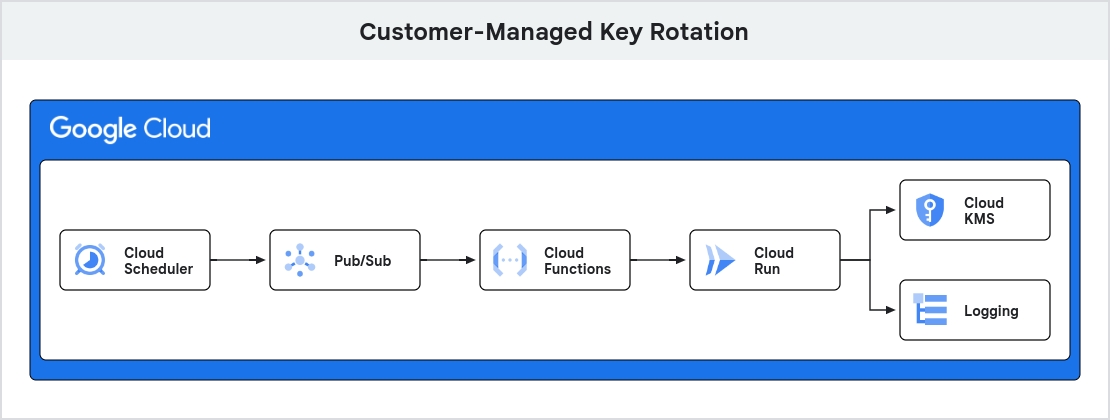 Customer-Managed Key Rotation
Google Cloud
Cloud
Scheduler
Pub/Sub
Cloud
Functions
Cloud
Run
Cloud
KMS
Logging